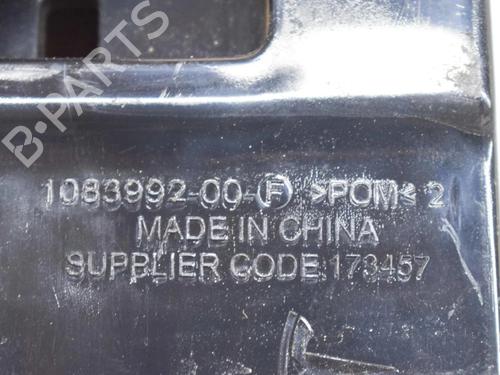 B-PARTS
1083992-00-F >POM< 2
MADE IN CHINA
SUPPLIER CODE:173457